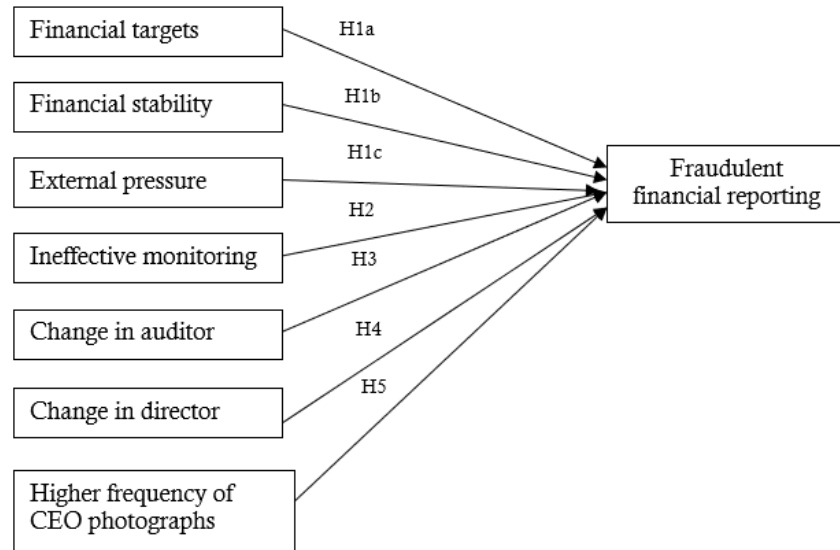 Financial targets
H1a
Financial stability
H1b
H1c
External pressure
Fraudulent
financial reporting
H2
Ineffective monitoring
H3
Change in auditor
H4
Change in director
H5
Higher frequency of
CEO photographs